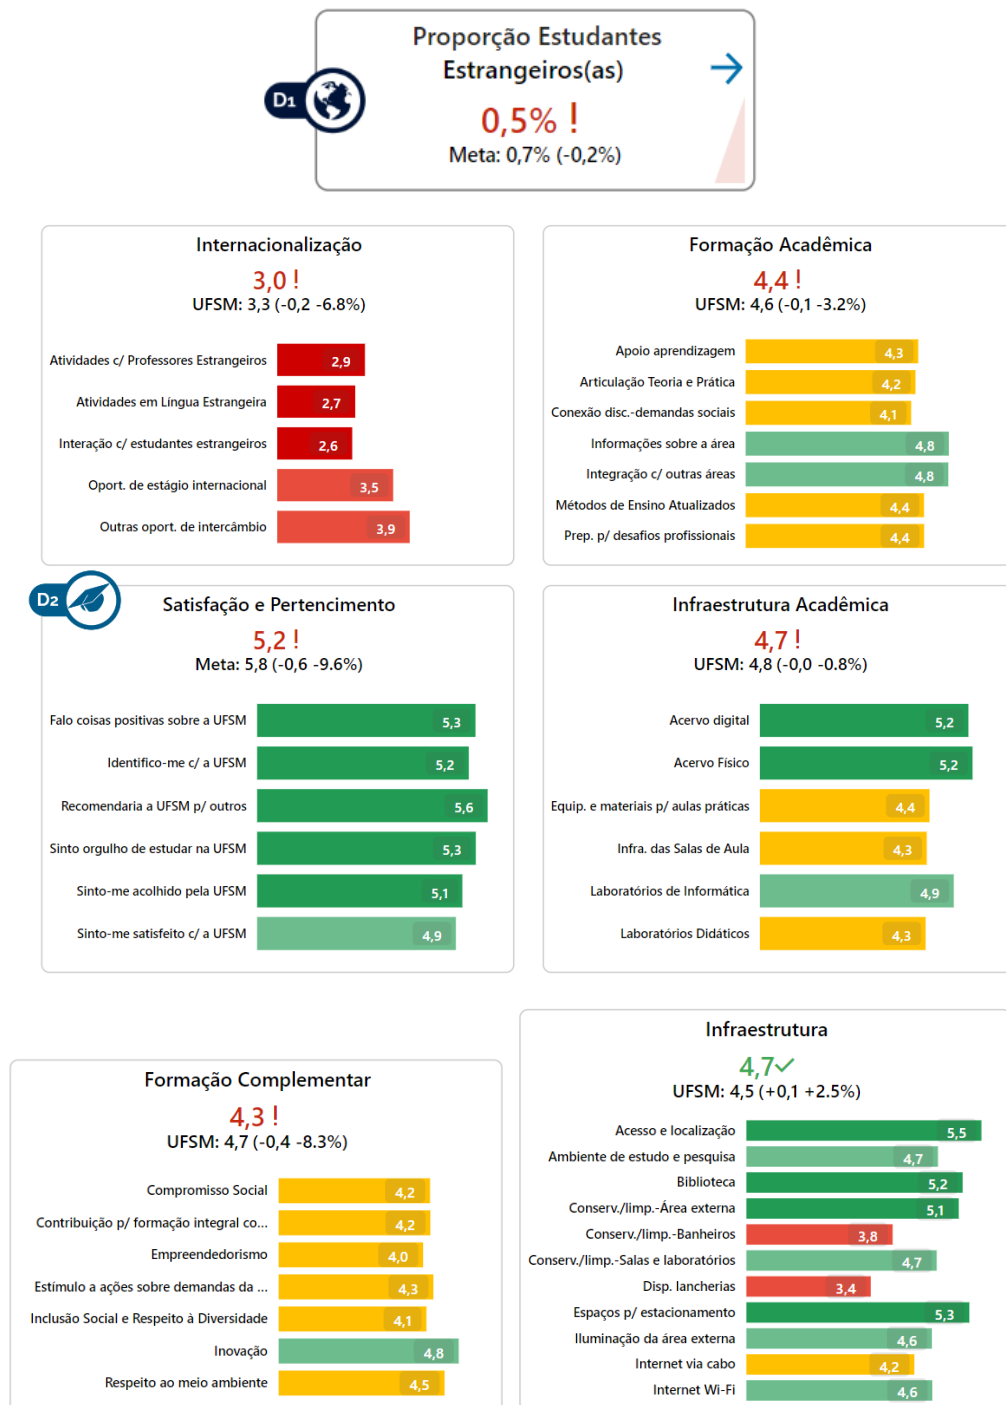 Proporção Estudantes
Estrangeiros(as)
D1
0,5% !
Meta: 0,7% (-0,2%)
Internacionalização
3,0 !
UFSM: 3,3 (-0,2 -6.8%)
Atividades c/ Professores Estrangeiros 2,9
Atividades em Língua Estrangeira 2,7
Interação c/ estudantes estrangeiros 2,6
Oport. de estágio internacional 3,5
Outras oport. de intercâmbio 3,9
Formação Acadêmica
4,4 !
UFSM: 4,6 (-0,1 -3.2%)
Apoio aprendizagem 4,3
Articulação Teoria e Prática 4,2
Conexão disc.-demandas sociais 4,1
Informações sobre a área 4,8
Integração c/ outras áreas 4,8
Métodos de Ensino Atualizados 4,4
Prep. p/ desafios profissionais 4,4
D2
Satisfação e Pertencimento
5,2 !
Meta: 5,8 (-0,6 -9.6%)
Falo coisas positivas sobre a UFSM 5,3
Identifico-me c/ a UFSM 5,2
Recomendaria a UFSM p/ outros 5,6
Sinto orgulho de estudar na UFSM 5,3
Sinto-me acolhido pela UFSM 5,1
Sinto-me satisfeito c/ a UFSM 4,9
Infraestrutura Acadêmica
4,7 !
UFSM: 4,8 (-0,0 -0.8%)
Acervo digital 5,2
Acervo Físico 5,2
Equip. e materiais p/ aulas práticas 4,4
Infra. das Salas de Aula 4,3
Laboratórios de Informática 4,9
Laboratórios Didáticos 4,3
Formação Complementar
4,3 !
UFSM: 4,7 (-0,4 -8.3%)
Compromisso Social 4,2
Contribuição p/ formação integral co... 4,2
Empreendedorismo 4,0
Estímulo a ações sobre demandas da ... 4,3
Inclusão Social e Respeito à Diversidade 4,1
Inovação 4,8
Respeito ao meio ambiente 4,5
Infraestrutura
4,7✓
UFSM: 4,5 (+0,1 +2.5%)
Acesso e localização 5,5
Ambiente de estudo e pesquisa 4,7
Biblioteca 5,2
Conserv./limp.-Área externa 5,1
Conserv./limp.-Banheiros 3,8
Conserv./limp.-Salas e laboratórios 4,7
Disp. lancherias 3,4
Espaços p/ estacionamento 5,3
Iluminação da área externa 4,6
Internet via cabo 4,2
Internet Wi-Fi 4,6